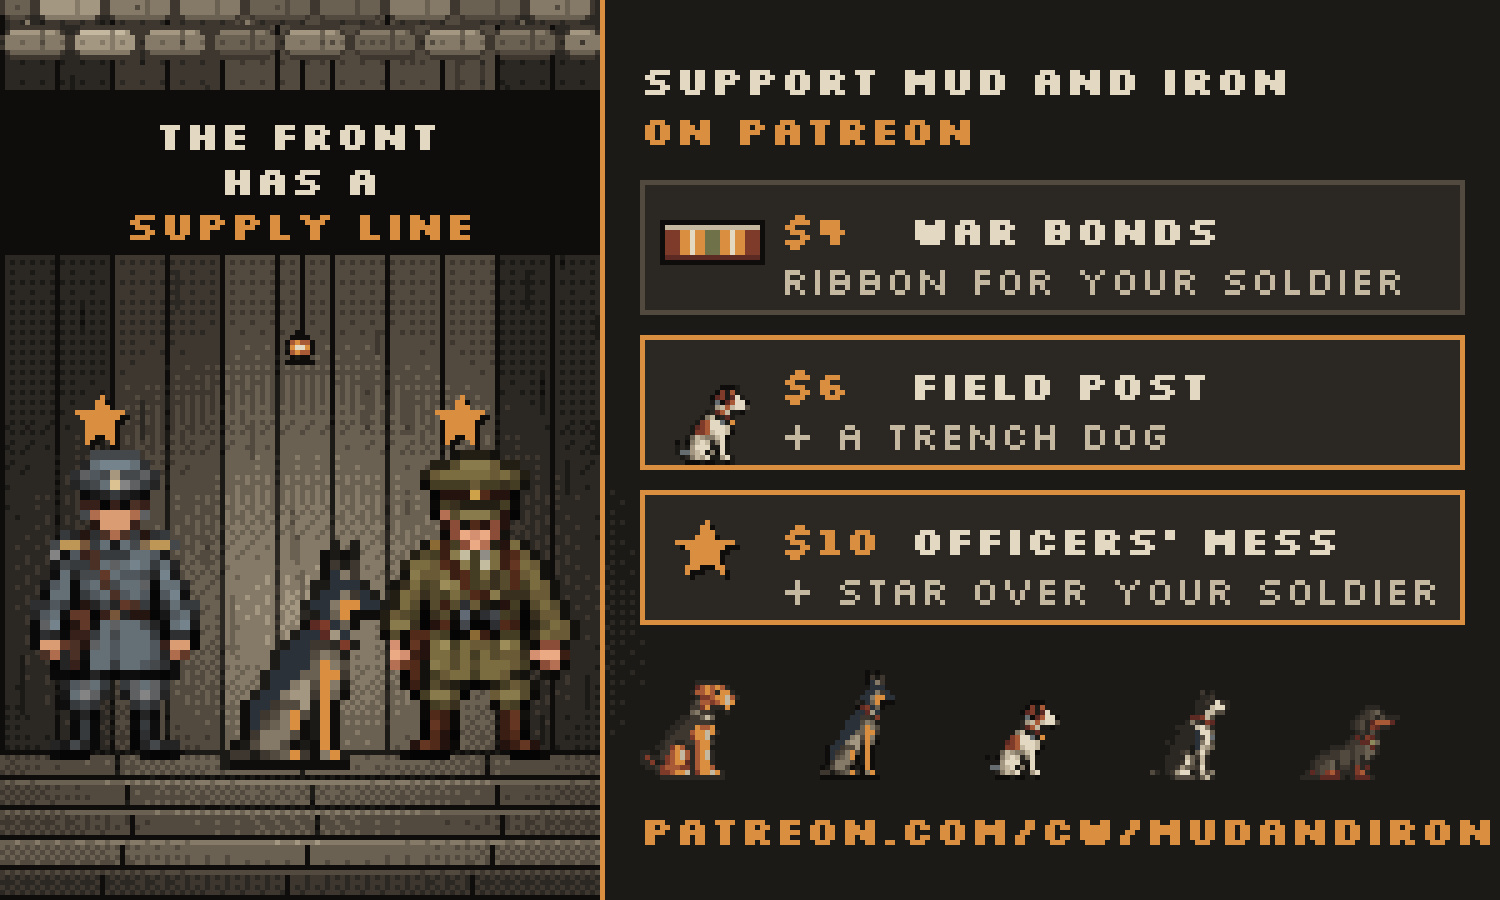 THE FRONT
HAS A
SUPPLY LINE
SUPPORT MUD AND IRON
ON PATREON
$4 WAR BONDS
RIBBON FOR YOUR SOLDIER
$6 FIELD POST
+ A TRENCH DOG
$10 OFFICERS' MESS
+ STAR OVER YOUR SOLDIER
PATREON.COM/CW/MUDANDIRON